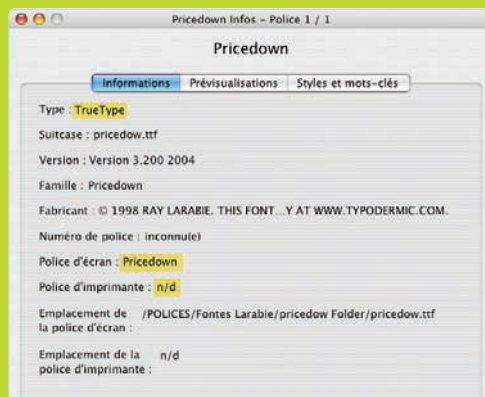 Pricedown Infos – Police 1 / 1
Pricedown
Informations Prévisualisations Styles et mots-clés
Type : TrueType
Suitcase : pricedow.ttf
Version : Version 3.200 2004
Famille : Pricedown
Fabricant : © 1998 RAY LARABIE. THIS FONT...Y AT WWW.TYPODERMIC.COM.
Numéro de police : inconnu(e)
Police d'écran : Pricedown
Police d'imprimante : n/d
Emplacement de /POLICES/Fontes Larabie/pricedow Folder/pricedow.ttf
la police d'écran :
Emplacement de la n/d
police d'imprimante :